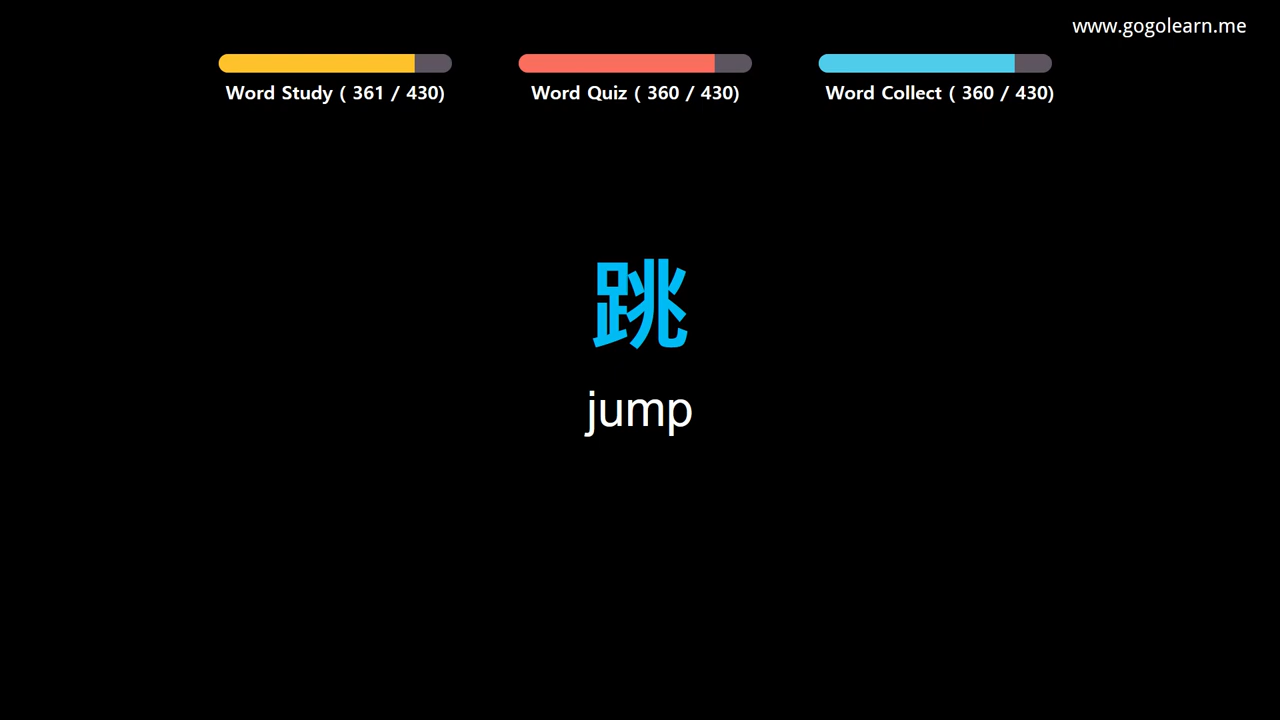 www.gogolearn.me
Word Study ( 361 / 430)
Word Quiz ( 360 / 430)
Word Collect ( 360 / 430)
跳
jump